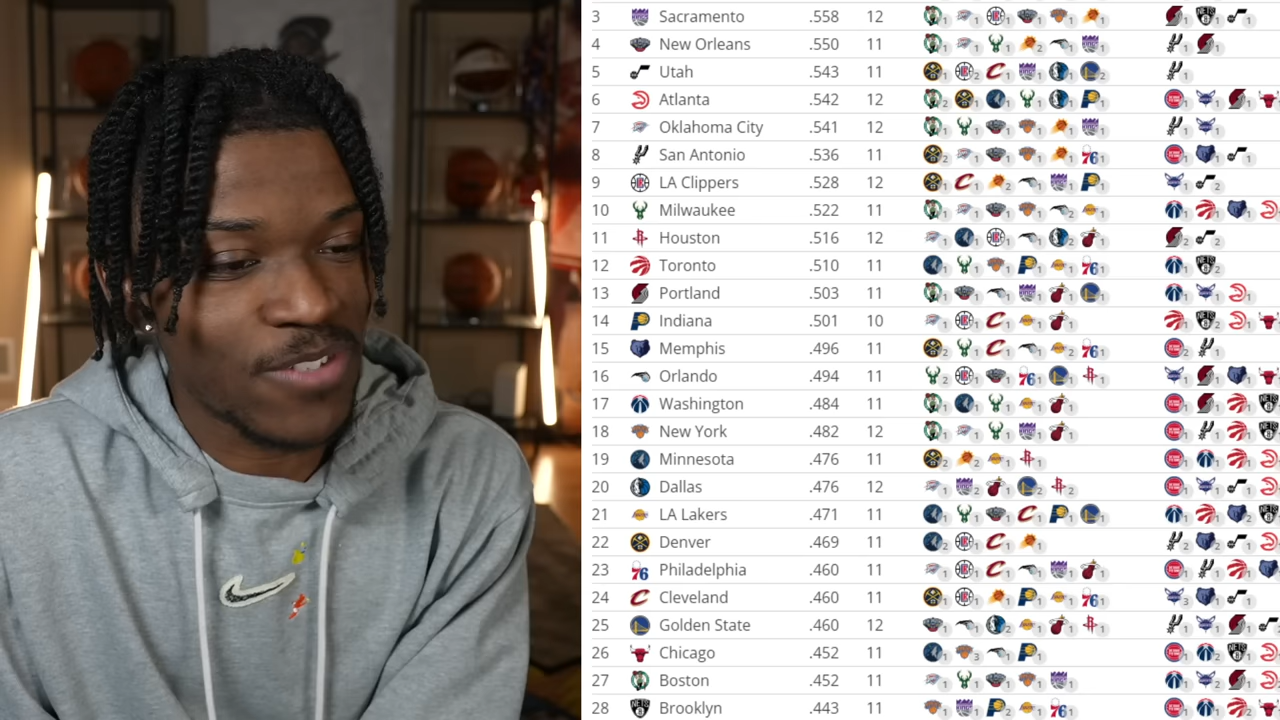 3 Sacramento .558 12
4 New Orleans .550 11
5 Utah .543 11
6 Atlanta .542 12
7 Oklahoma City .541 12
8 San Antonio .536 11
9 LA Clippers .528 12
10 Milwaukee .522 11
11 Houston .516 12
12 Toronto .510 11
13 Portland .503 11
14 Indiana .501 10
15 Memphis .496 11
16 Orlando .494 11
17 Washington .484 11
18 New York .482 12
19 Minnesota .476 11
20 Dallas .476 12
21 LA Lakers .471 11
22 Denver .469 11
23 Philadelphia .460 11
24 Cleveland .460 11
25 Golden State .460 12
26 Chicago .452 11
27 Boston .452 11
28 Brooklyn .443 11